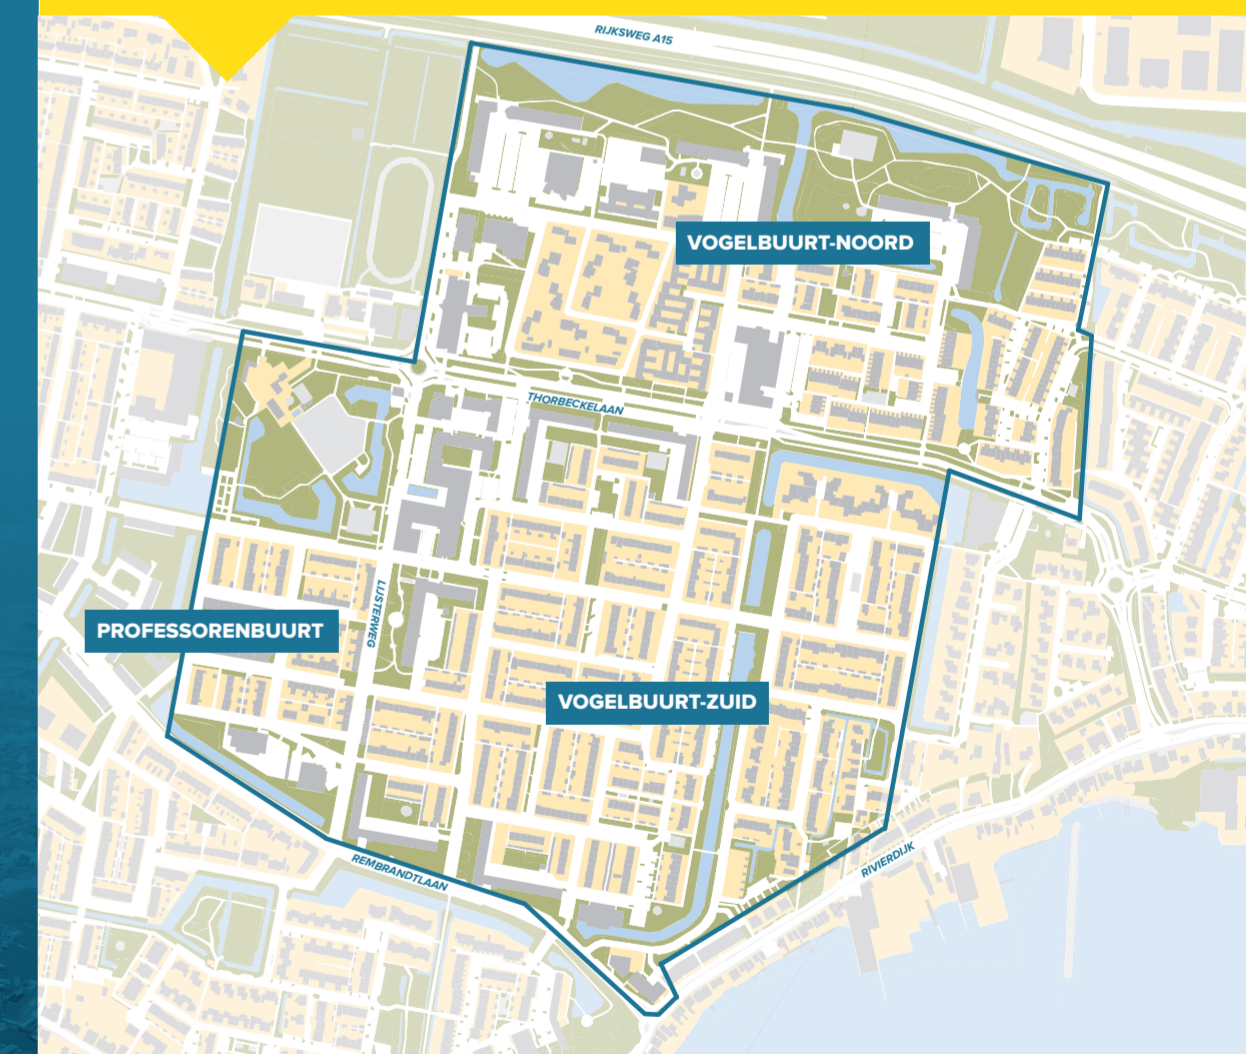 RIJKSWEG A15
VOGELBUURT-NOORD
THORBECKELAAN
LIJSTERWEG
PROFESSORENBUURT
VOGELBUURT-ZUID
REMBRANDTLAAN
RIVIERDIJK